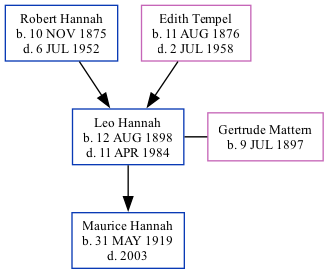 Robert Hannah
b. 10 NOV 1875
d. 6 JUL 1952
Edith Tempel
b. 11 AUG 1876
d. 2 JUL 1958
Leo Hannah
b. 12 AUG 1898
d. 11 APR 1984
Gertrude Mattern
b. 9 JUL 1897
Maurice Hannah
b. 31 MAY 1919
d. 2003